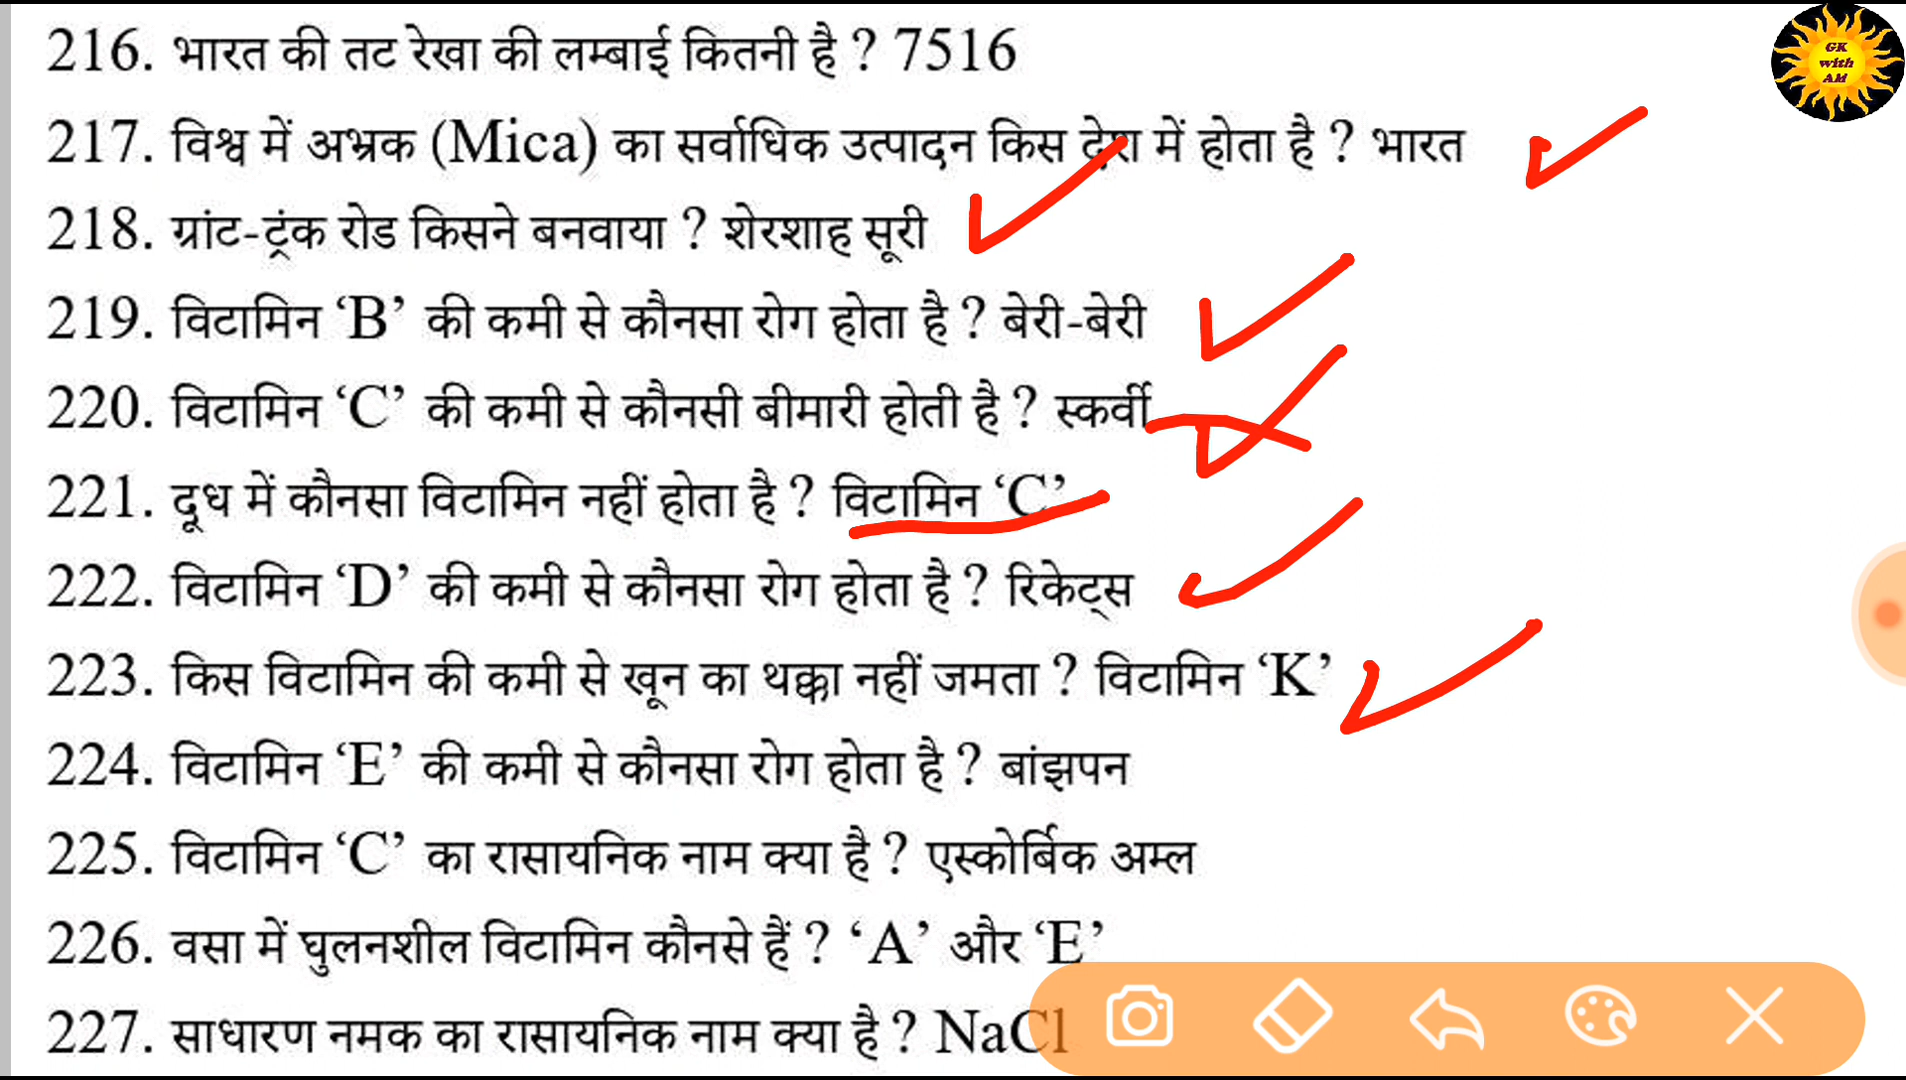 216. भारत की तट रेखा की लम्बाई कितनी है ? 7516
GK
with
AM
217. विश्व में अभ्रक (Mica) का सर्वाधिक उत्पादन किस देश में होता है ? भारत
218. ग्रांट-ट्रंक रोड किसने बनवाया ? शेरशाह सूरी
219. विटामिन ‘B’ की कमी से कौनसा रोग होता है ? बेरी-बेरी
220. विटामिन ‘C’ की कमी से कौनसी बीमारी होती है ? स्कर्वी
221. दूध में कौनसा विटामिन नहीं होता है ? विटामिन ‘C’
222. विटामिन ‘D’ की कमी से कौनसा रोग होता है ? रिकेट्स
223. किस विटामिन की कमी से खून का थक्का नहीं जमता ? विटामिन ‘K’
224. विटामिन ‘E’ की कमी से कौनसा रोग होता है ? बांझपन
225. विटामिन ‘C’ का रासायनिक नाम क्या है ? एस्कोर्बिक अम्ल
226. वसा में घुलनशील विटामिन कौनसे हैं ? ‘A’ और ‘E’
227. साधारण नमक का रासायनिक नाम क्या है ? NaCl